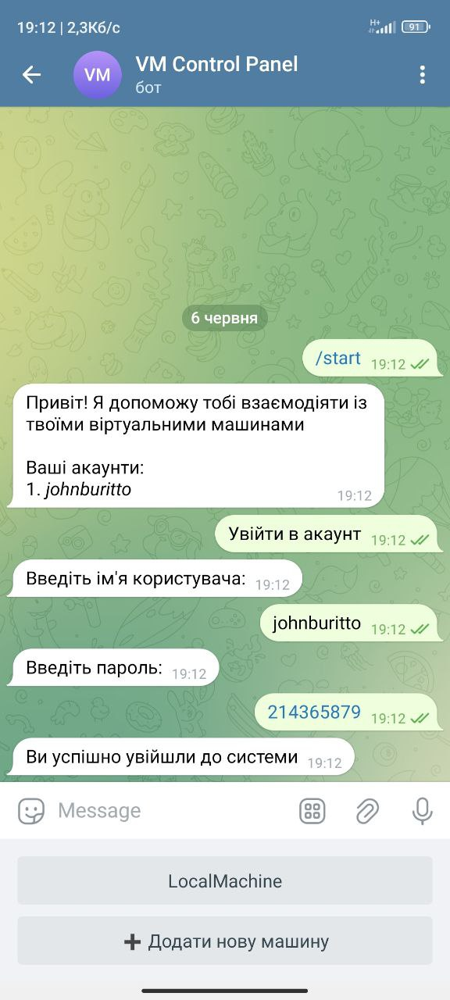 19:12 | 2,3Кб/с
H+
91
VM
VM Control Panel
бот
6 червня
/start 19:12
Привіт! Я допоможу тобі взаємодіяти із
твоїми віртуальними машинами
Ваші акаунти:
1. johnburitto 19:12
Увійти в акаунт 19:12
Введіть ім'я користувача: 19:12
johnburitto 19:12
Введіть пароль: 19:12
214365879 19:12
Ви успішно увійшли до системи 19:12
Message
LocalMachine
➕ Додати нову машину